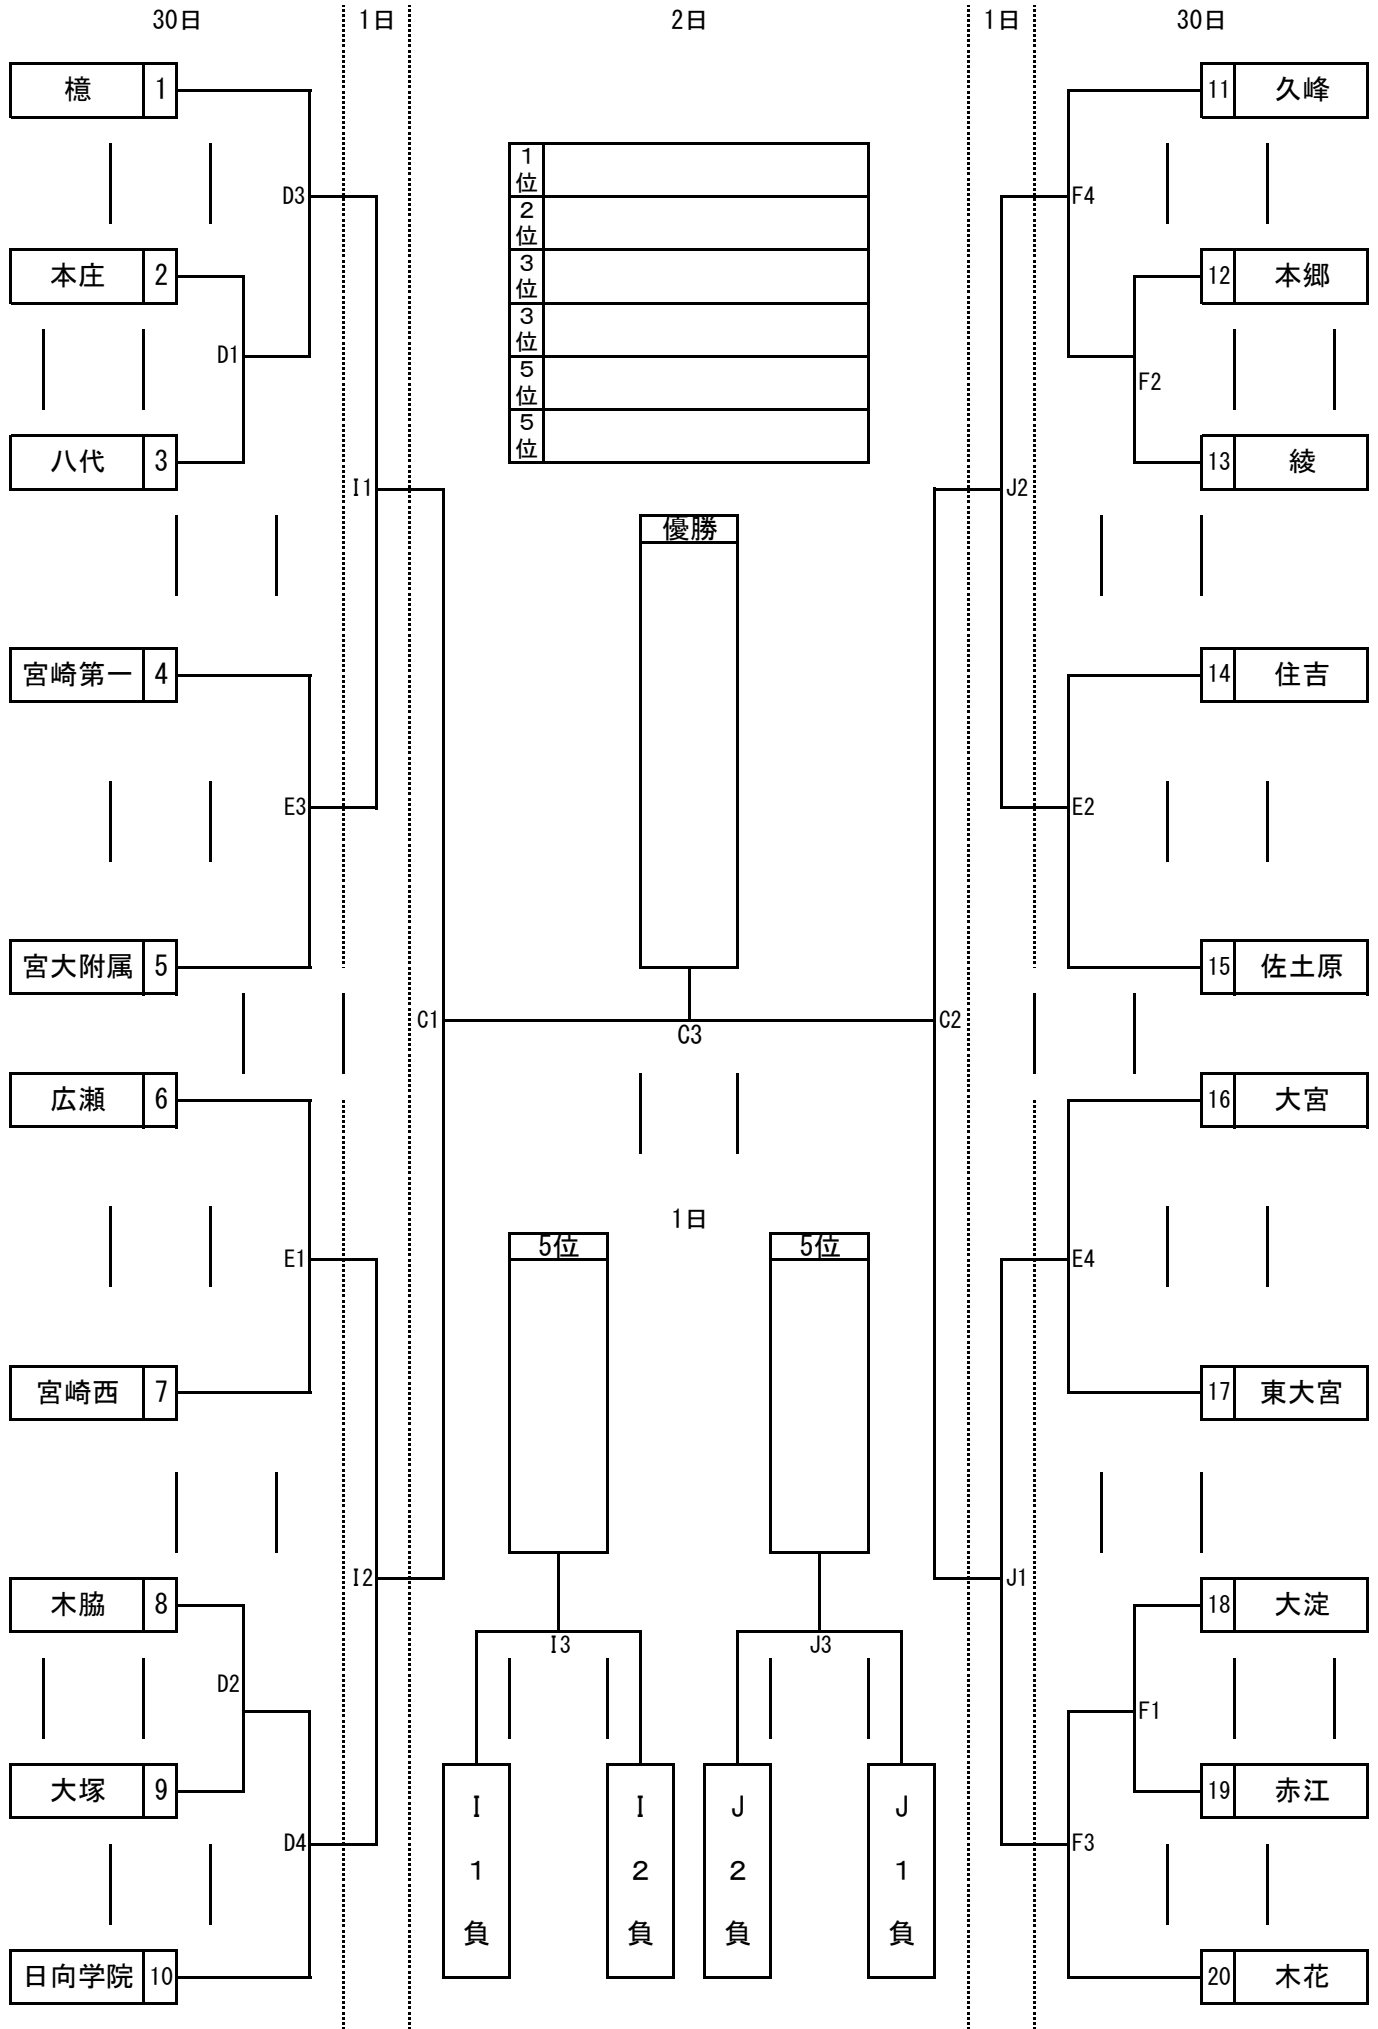 30日 1日 2日 1日 30日
檍 1
11 久峰
1位
D3
F4
2位
本庄 2
12 本郷
3位
3位
D1
F2
5位
5位
八代 3
13 綾
I1
J2
優勝
宮崎第一 4
14 住吉
E3
E2
宮大附属 5
15 佐土原
C1
C2
C3
広瀬 6
16 大宮
1日
5位 5位
E1
E4
宮崎西 7
17 東大宮
I2
J1
木脇 8
18 大淀
I3
J3
D2
F1
大塚 9
19 赤江
I1負
I2負
J2負
J1負
D4
F3
日向学院 10
20 木花